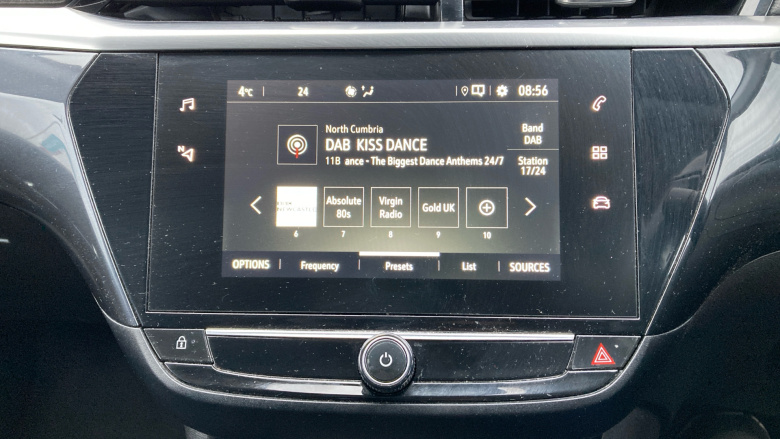 4°C
24
08:56
North Cumbria
DAB KISS DANCE
11B ance - The Biggest Dance Anthems 24/7
Band
DAB
Station
17/24
Absolute
80s
Virgin
Radio
Gold UK
6
7
8
9
10
OPTIONS
Frequency
Presets
List
SOURCES
N